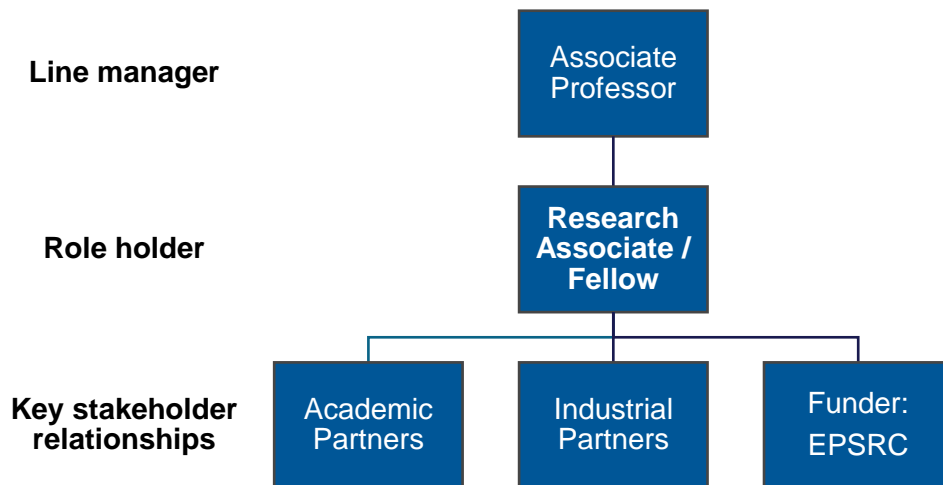 Line manager
Associate
Professor
Role holder
Research
Associate /
Fellow
Key stakeholder
relationships
Academic
Partners
Industrial
Partners
Funder:
EPSRC